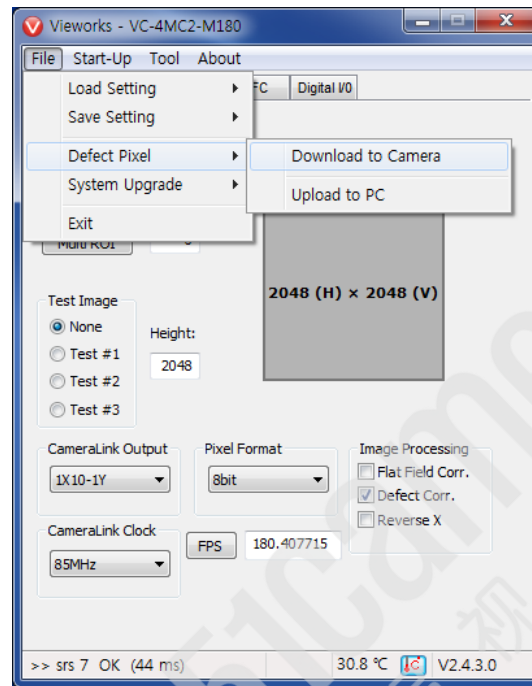 Vieworks - VC-4MC2-M180
File Start-Up Tool About
FC Digital I/0
Load Setting
Save Setting
Defect Pixel
System Upgrade
Exit
Download to Camera
Upload to PC
Multi ROI
2048 (H) × 2048 (V)
Test Image
None
Test #1
Test #2
Test #3
Height:
2048
CameraLink Output
1X10-1Y
Pixel Format
8bit
Image Processing
Flat Field Corr.
Defect Corr.
Reverse X
CameraLink Clock
85MHz
FPS 180.407715
>> srs 7 OK (44 ms) 30.8 ℃ V2.4.3.0